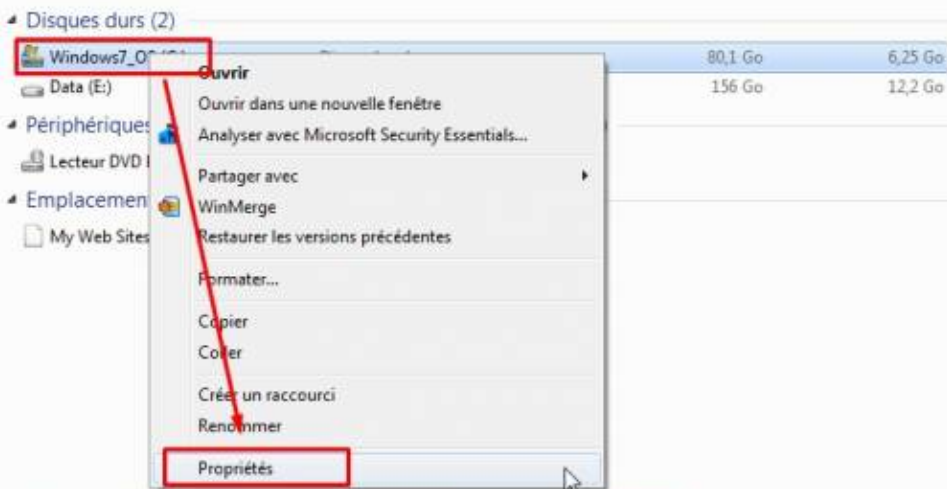 Disques durs (2)
Windows7_O
80,1 Go
6,25 Go
Data (E:)
156 Go
12,2 Go
Ouvrir
Ouvrir dans une nouvelle fenêtre
Périphériques
Analyser avec Microsoft Security Essentials...
Lecteur DVD
Partager avec
Emplacemen
WinMerge
My Web Sites
Restaurer les versions précédentes
Formater...
Copier
Coller
Créer un raccourci
Renommer
Propriétés